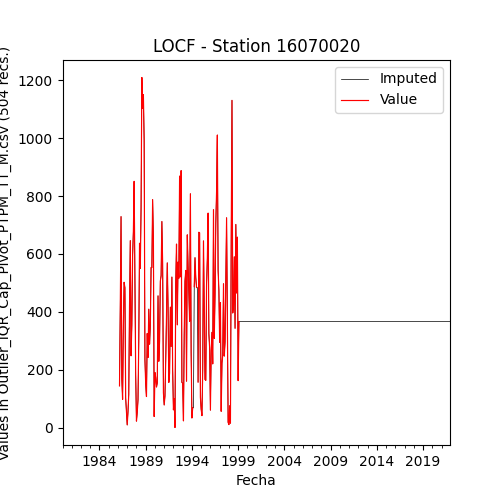 LOCF - Station 16070020
Imputed
Value
1200
1000
800
600
400
200
0
Values in Outlier_IQR_Cap_Pivot_PTPM_TT_M.csv (504 recs.)
1984 1989 1994 1999 2004 2009 2014 2019
Fecha